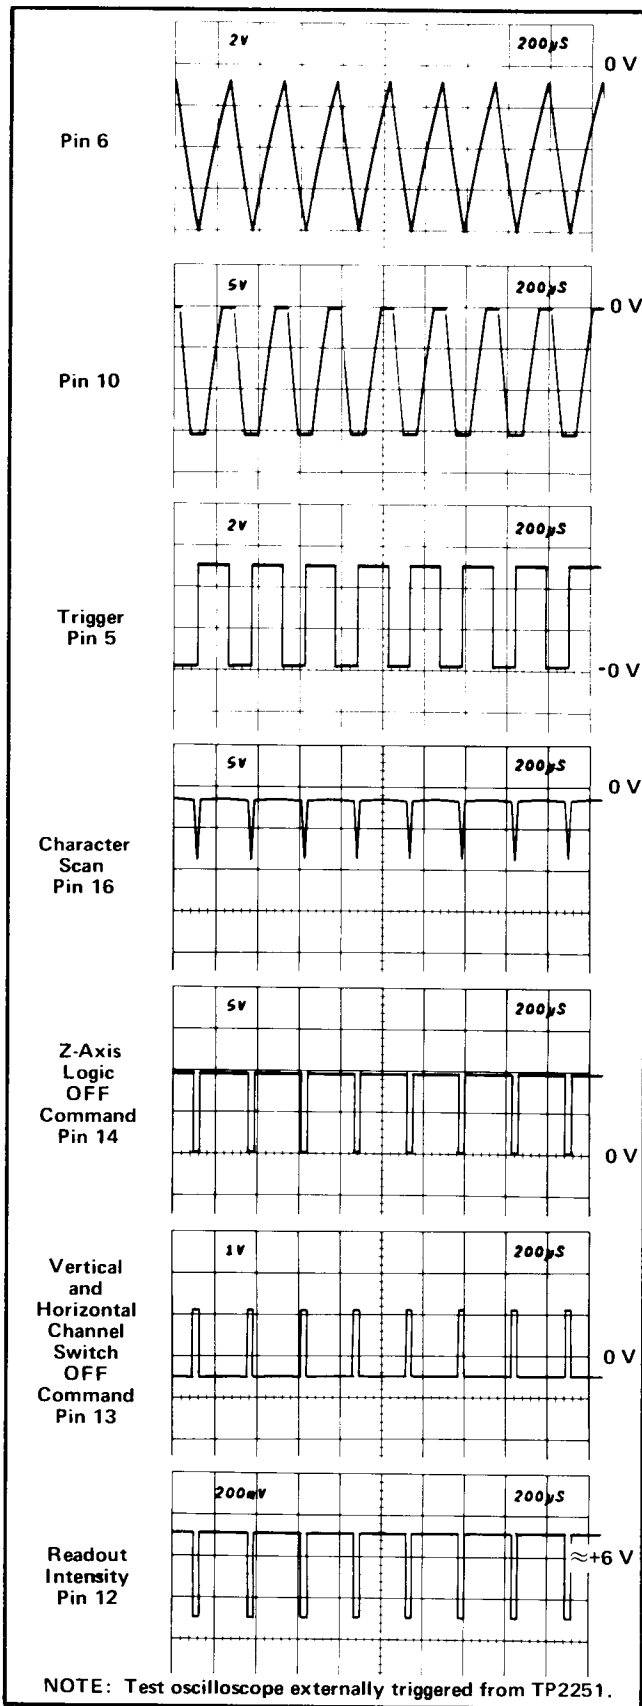 2V 200µS
0 V
Pin 6
5V 200µS
0 V
Pin 10
2V 200µS
Trigger
Pin 5
0 V
5V 200µS
0 V
Character
Scan
Pin 16
5V 200µS
Z-Axis
Logic
OFF
Command
Pin 14
0 V
1V 200µS
Vertical
and
Horizontal
Channel
Switch
OFF
Command
Pin 13
0 V
200mV 200µS
Readout
Intensity
Pin 12
≈+6 V
NOTE: Test oscilloscope externally triggered from TP2251.